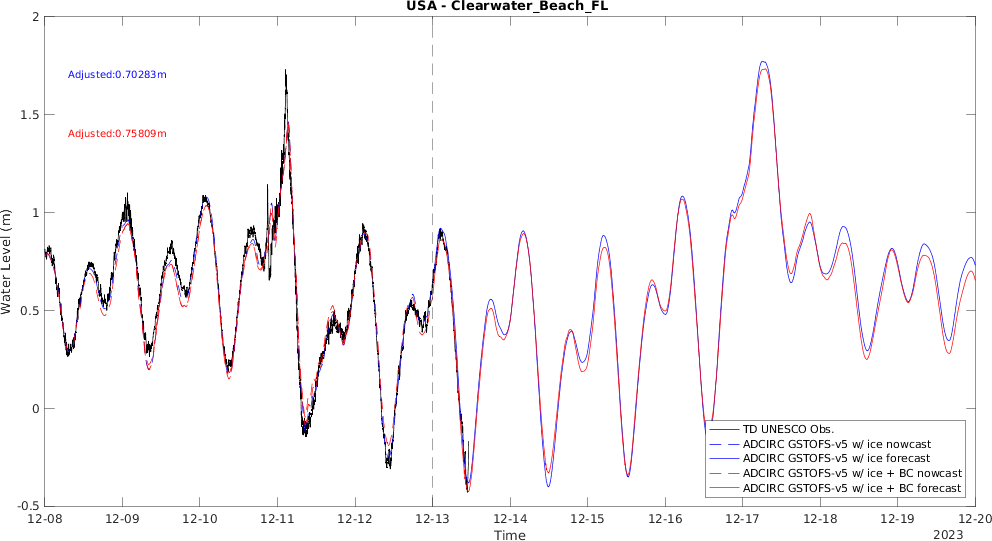 USA - Clearwater_Beach_FL
2
Adjusted:0.70283m
1.5
Adjusted:0.75809m
1
Water Level (m)
0.5
0
-0.5
TD UNESCO Obs.
ADCIRC GSTOFS-v5 w/ ice nowcast
ADCIRC GSTOFS-v5 w/ ice forecast
ADCIRC GSTOFS-v5 w/ ice + BC nowcast
ADCIRC GSTOFS-v5 w/ ice + BC forecast
12-08 12-09 12-10 12-11 12-12 12-13 12-14 12-15 12-16 12-17 12-18 12-19 12-20
Time
2023